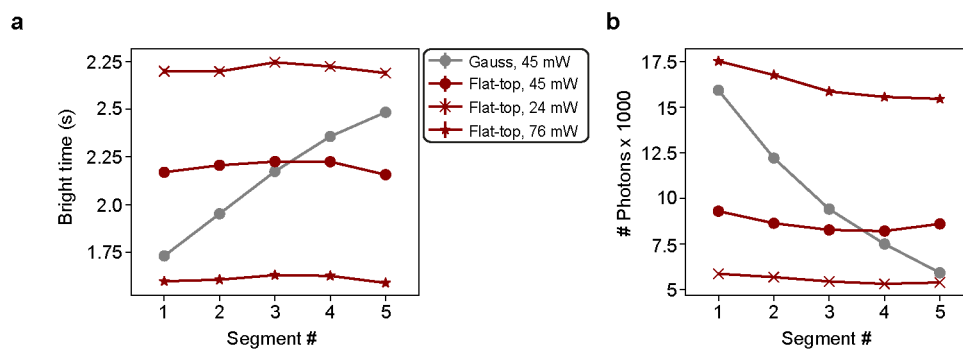 a
b
2.25
2.5
2.25
2.0
1.75
Bright time (s)
1 2 3 4 5
Segment #
Gauss, 45 mW
Flat-top, 45 mW
Flat-top, 24 mW
Flat-top, 76 mW
17.5
15
12.5
10
7.5
5
# Photons x 1000
1 2 3 4 5
Segment #